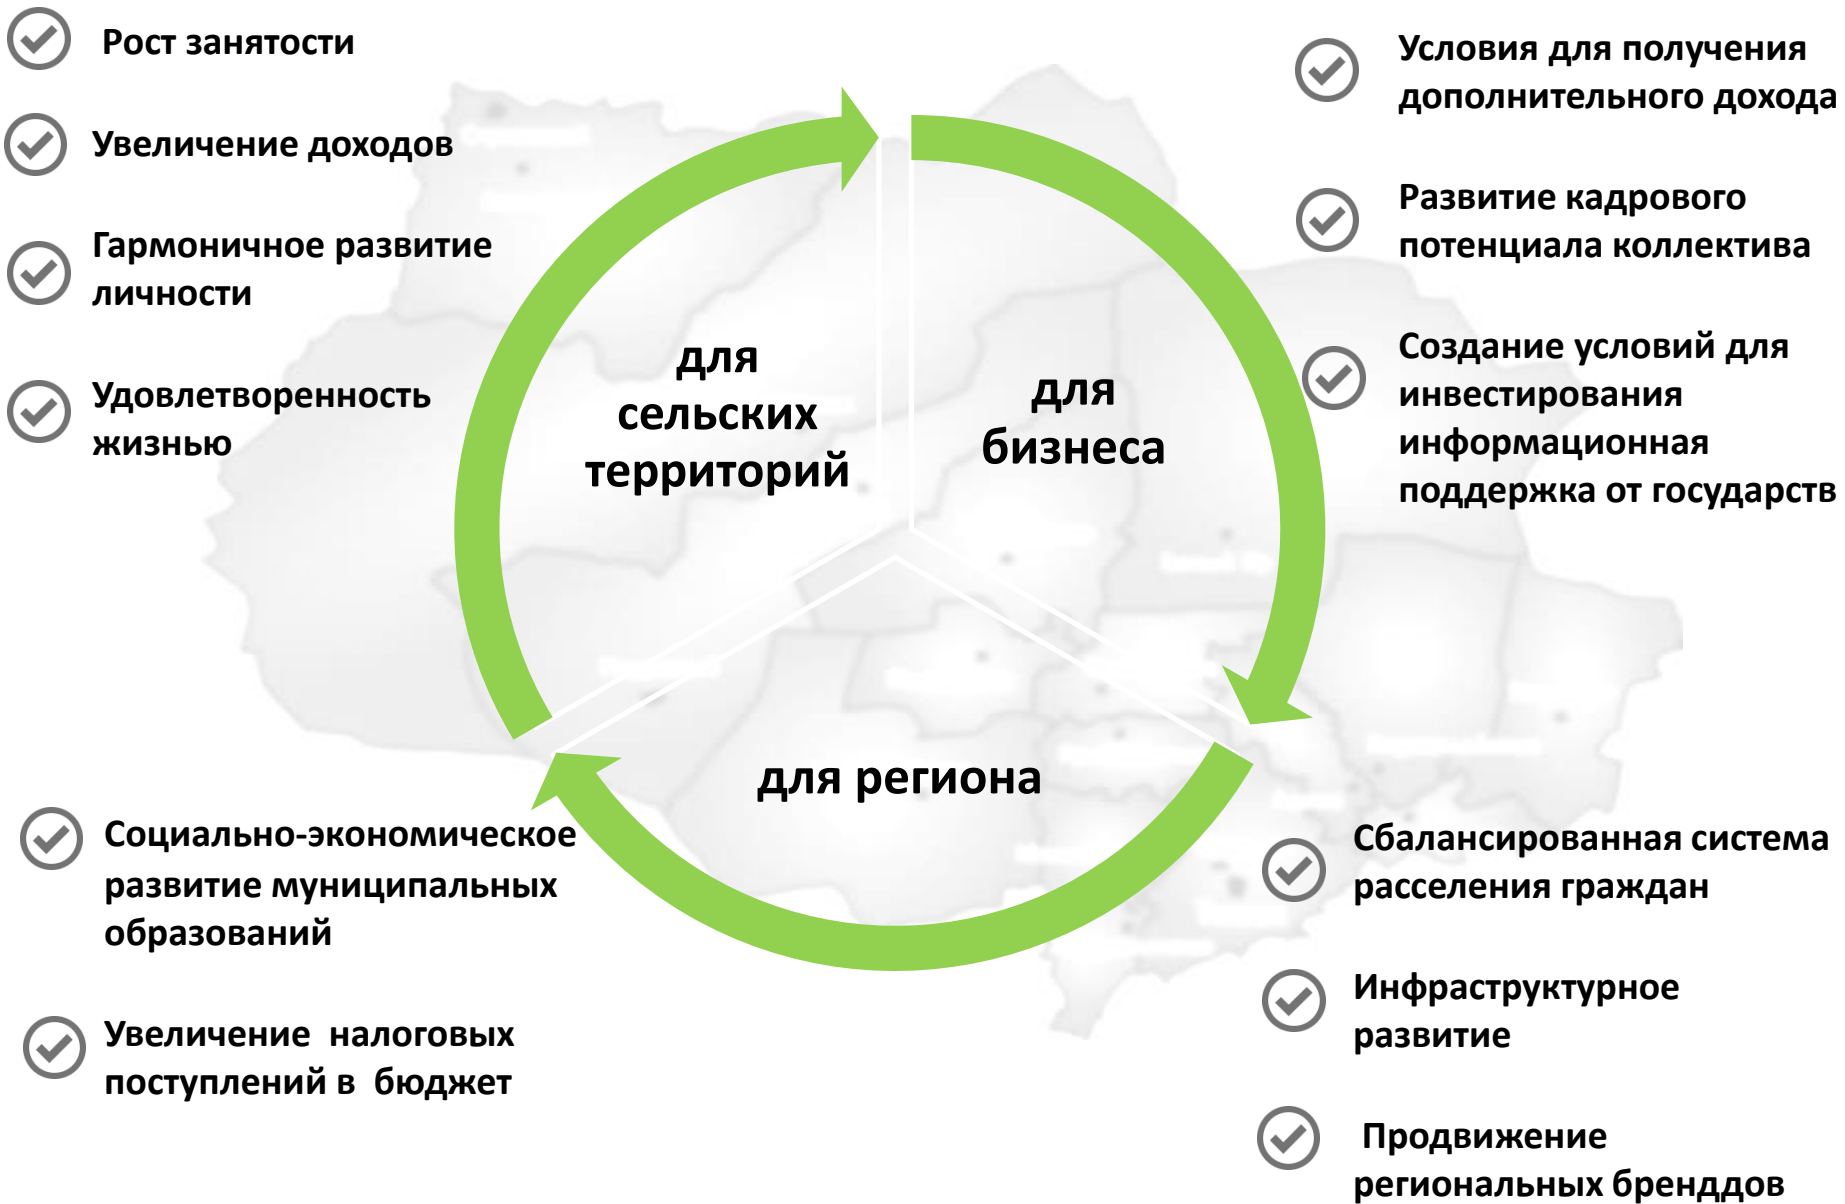 Рост занятости
Увеличение доходов
Гармоничное развитие
личности
Удовлетворенность
жизнью
Условия для получения
дополнительного дохода
Развитие кадрового
потенциала коллектива
Создание условий для
инвестирования
информационная
поддержка от государств
для
сельских
территорий
для
бизнеса
для региона
Социально-экономическое
развитие муниципальных
образований
Увеличение налоговых
поступлений в бюджет
Сбалансированная система
расселения граждан
Инфраструктурное
развитие
Продвижение
региональных бренддов